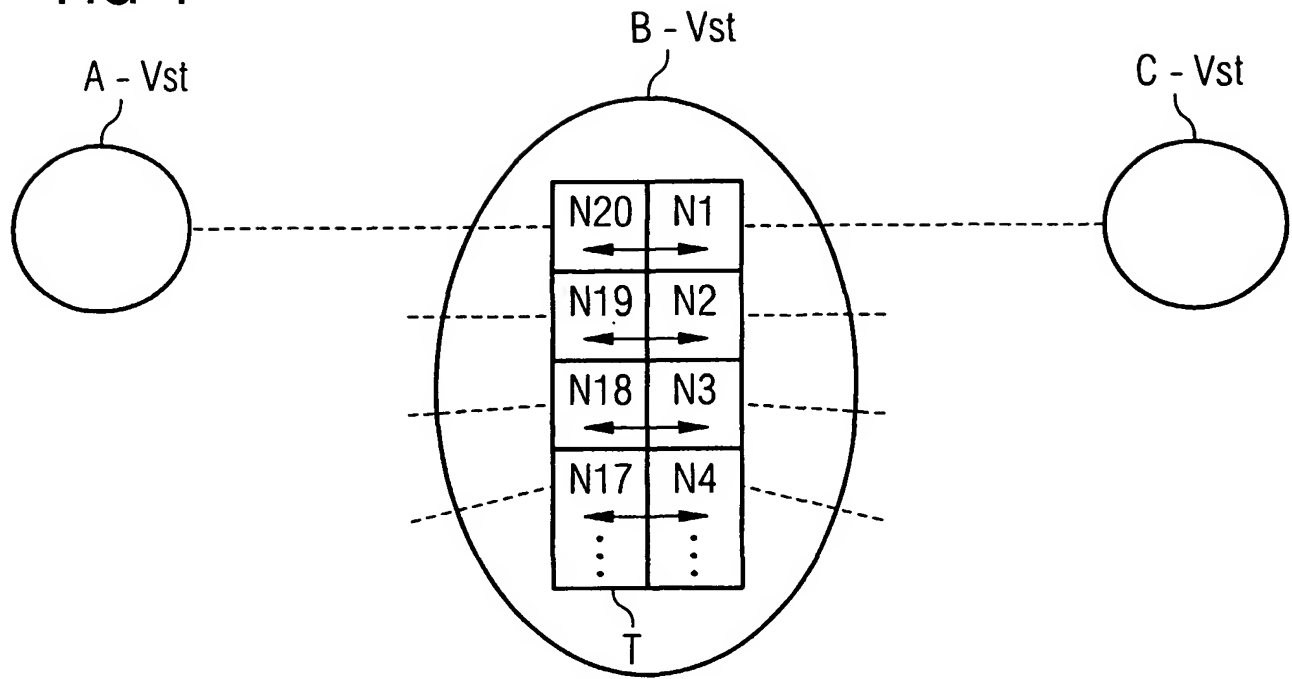 B - Vst
A - Vst
C - Vst
N20 N1
N19 N2
N18 N3
N17 N4
T